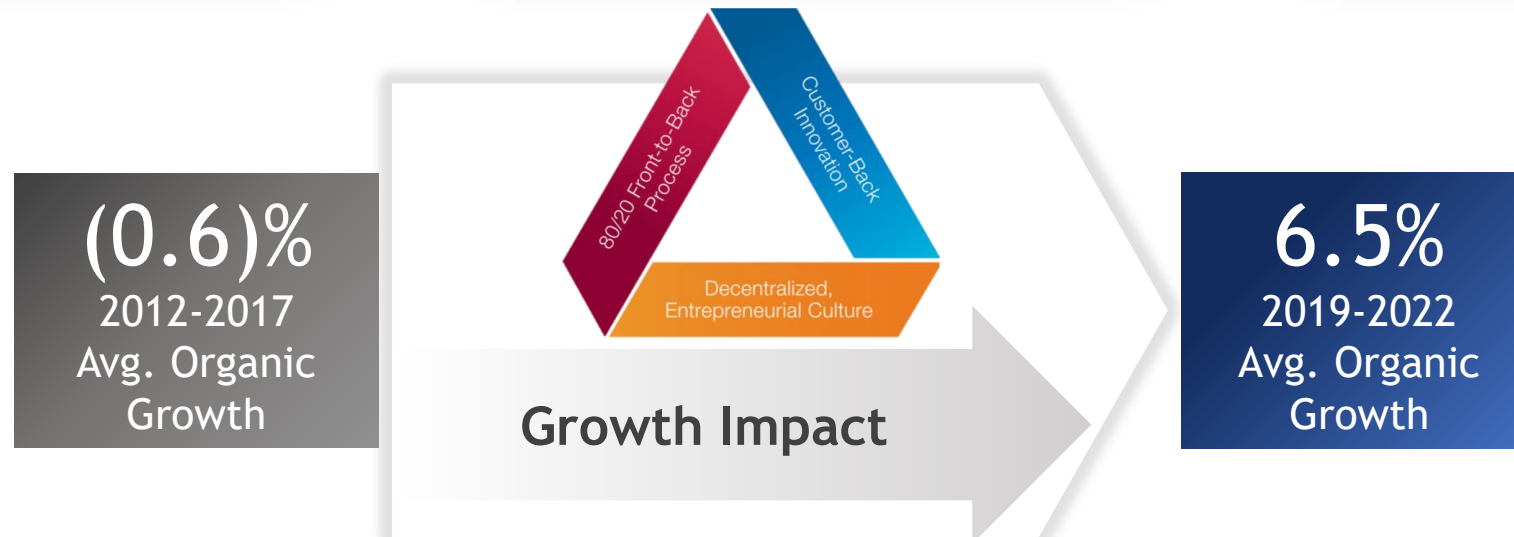 (0.6)%
2012-2017
Avg. Organic
Growth
80/20 Front-to-Back
Process
Customer-Back
Innovation
Decentralized,
Entrepreneurial Culture
Growth Impact
6.5%
2019-2022
Avg. Organic
Growth